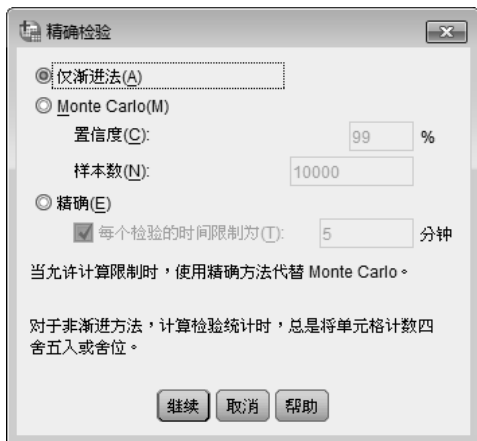 精确检验
仅渐进法(A)
Monte Carlo(M)
置信度(C): 99 %
样本数(N): 10000
精确(E)
每个检验的时间限制为(T): 5 分钟
当允许计算限制时，使用精确方法代替 Monte Carlo。
对于非渐进方法，计算检验统计时，总是将单元格计数四
舍五入或舍位。
继续 取消 帮助